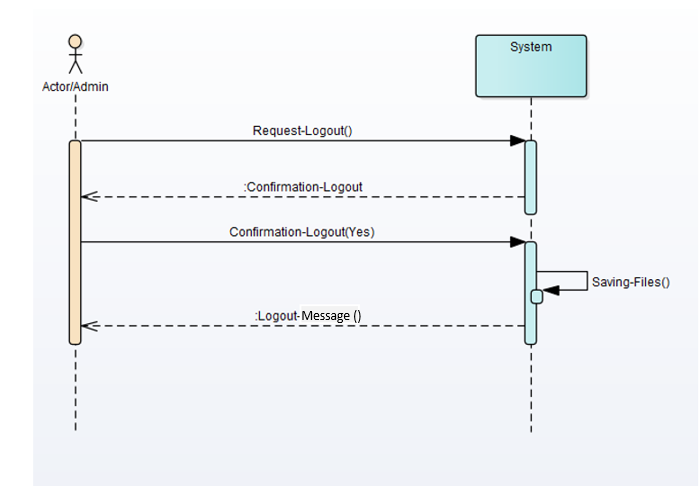 System
Actor/Admin
Request-Logout()
:Confirmation-Logout
Confirmation-Logout(Yes)
Saving-Files()
:Logout-Message ()